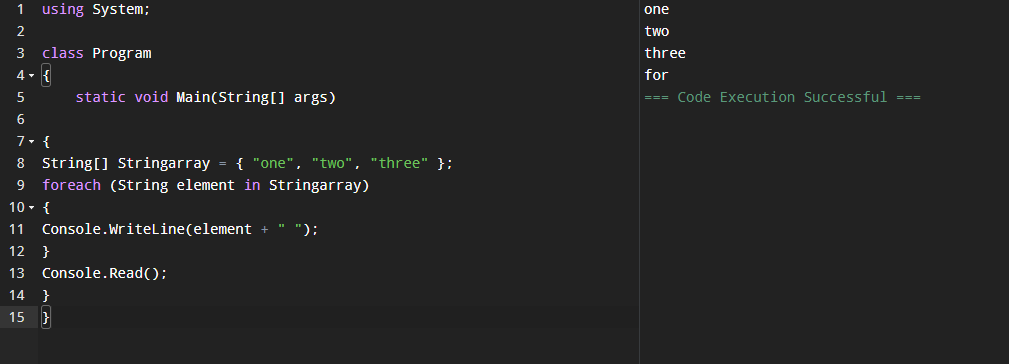 1 using System;
2
3 class Program
4 {
5 static void Main(String[] args)
6
7 {
8 String[] Stringarray = { "one", "two", "three" };
9 foreach (String element in Stringarray)
10 {
11 Console.WriteLine(element + " ");
12 }
13 Console.Read();
14 }
15 }
one
two
three
for
=== Code Execution Successful ===